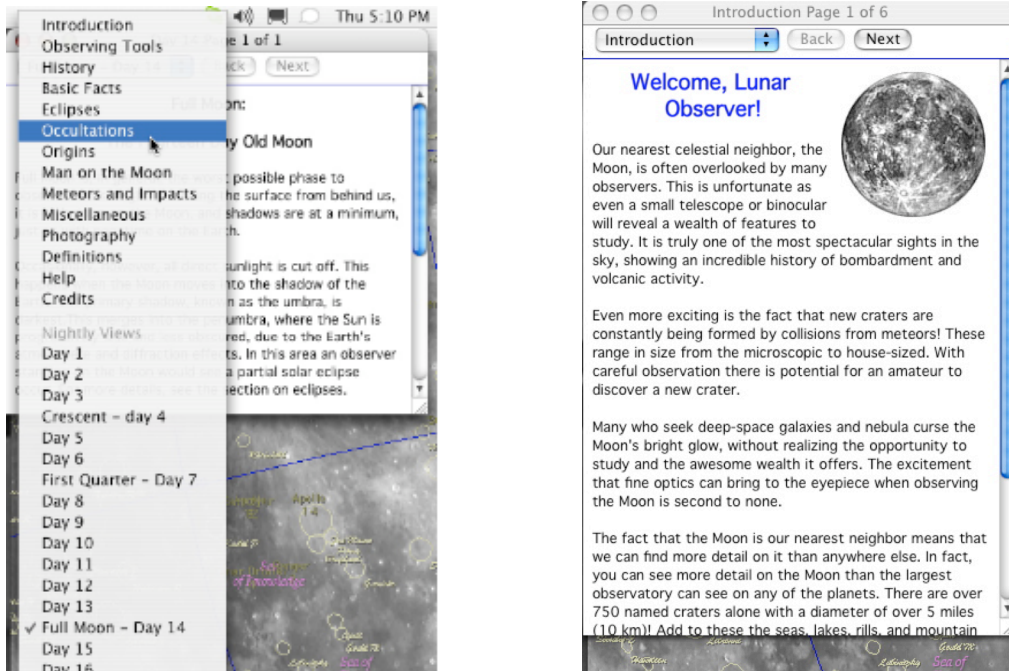 Thu 5:10 PM
Introduction
Observing Tools
History
Basic Facts
Eclipses
Occultations
Origins
Man on the Moon
Meteors and Impacts
Miscellaneous
Photography
Definitions
Help
Credits
Nightly Views
Day 1
Day 2
Day 3
Crescent – day 4
Day 5
Day 6
First Quarter – Day 7
Day 8
Day 9
Day 10
Day 11
Day 12
Day 13
✓ Full Moon – Day 14
Day 15
Day 16
e 1 of 1
Next
Full Moon:
y Old Moon
possible phase to
the surface from behind us,
shadows are at a minimum,
sunlight is cut off. This
into the shadow of the
as the umbra, is
umbra, where the Sun is
due to the Earth's
In this area an observer
a partial solar eclipse
section on eclipses.
Apollo
14
Introduction Page 1 of 6
Introduction
Back
Next
Welcome, Lunar
Observer!
Our nearest celestial neighbor, the
Moon, is often overlooked by many
observers. This is unfortunate as
even a small telescope or binocular
will reveal a wealth of features to
study. It is truly one of the most spectacular sights in the
sky, showing an incredible history of bombardment and
volcanic activity.
Even more exciting is the fact that new craters are
constantly being formed by collisions from meteors! These
range in size from the microscopic to house-sized. With
careful observation there is potential for an amateur to
discover a new crater.
Many who seek deep-space galaxies and nebula curse the
Moon's bright glow, without realizing the opportunity to
study and the awesome wealth it offers. The excitement
that fine optics can bring to the eyepiece when observing
the Moon is second to none.
The fact that the Moon is our nearest neighbor means that
we can find more detail on it than anywhere else. In fact,
you can see more detail on the Moon than the largest
observatory can see on any of the planets. There are over
750 named craters alone with a diameter of over 5 miles
(10 km)! Add to these the seas, lakes, rills, and mountain